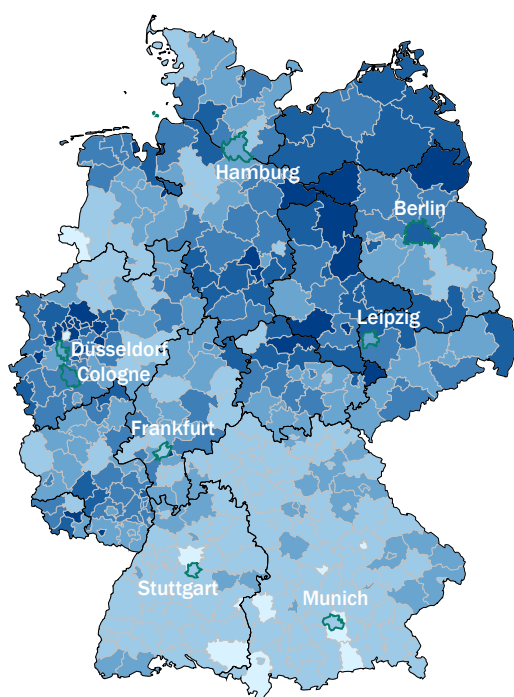 Hamburg
Berlin
Leipzig
Düsseldorf
Cologne
Frankfurt
Stuttgart
Munich